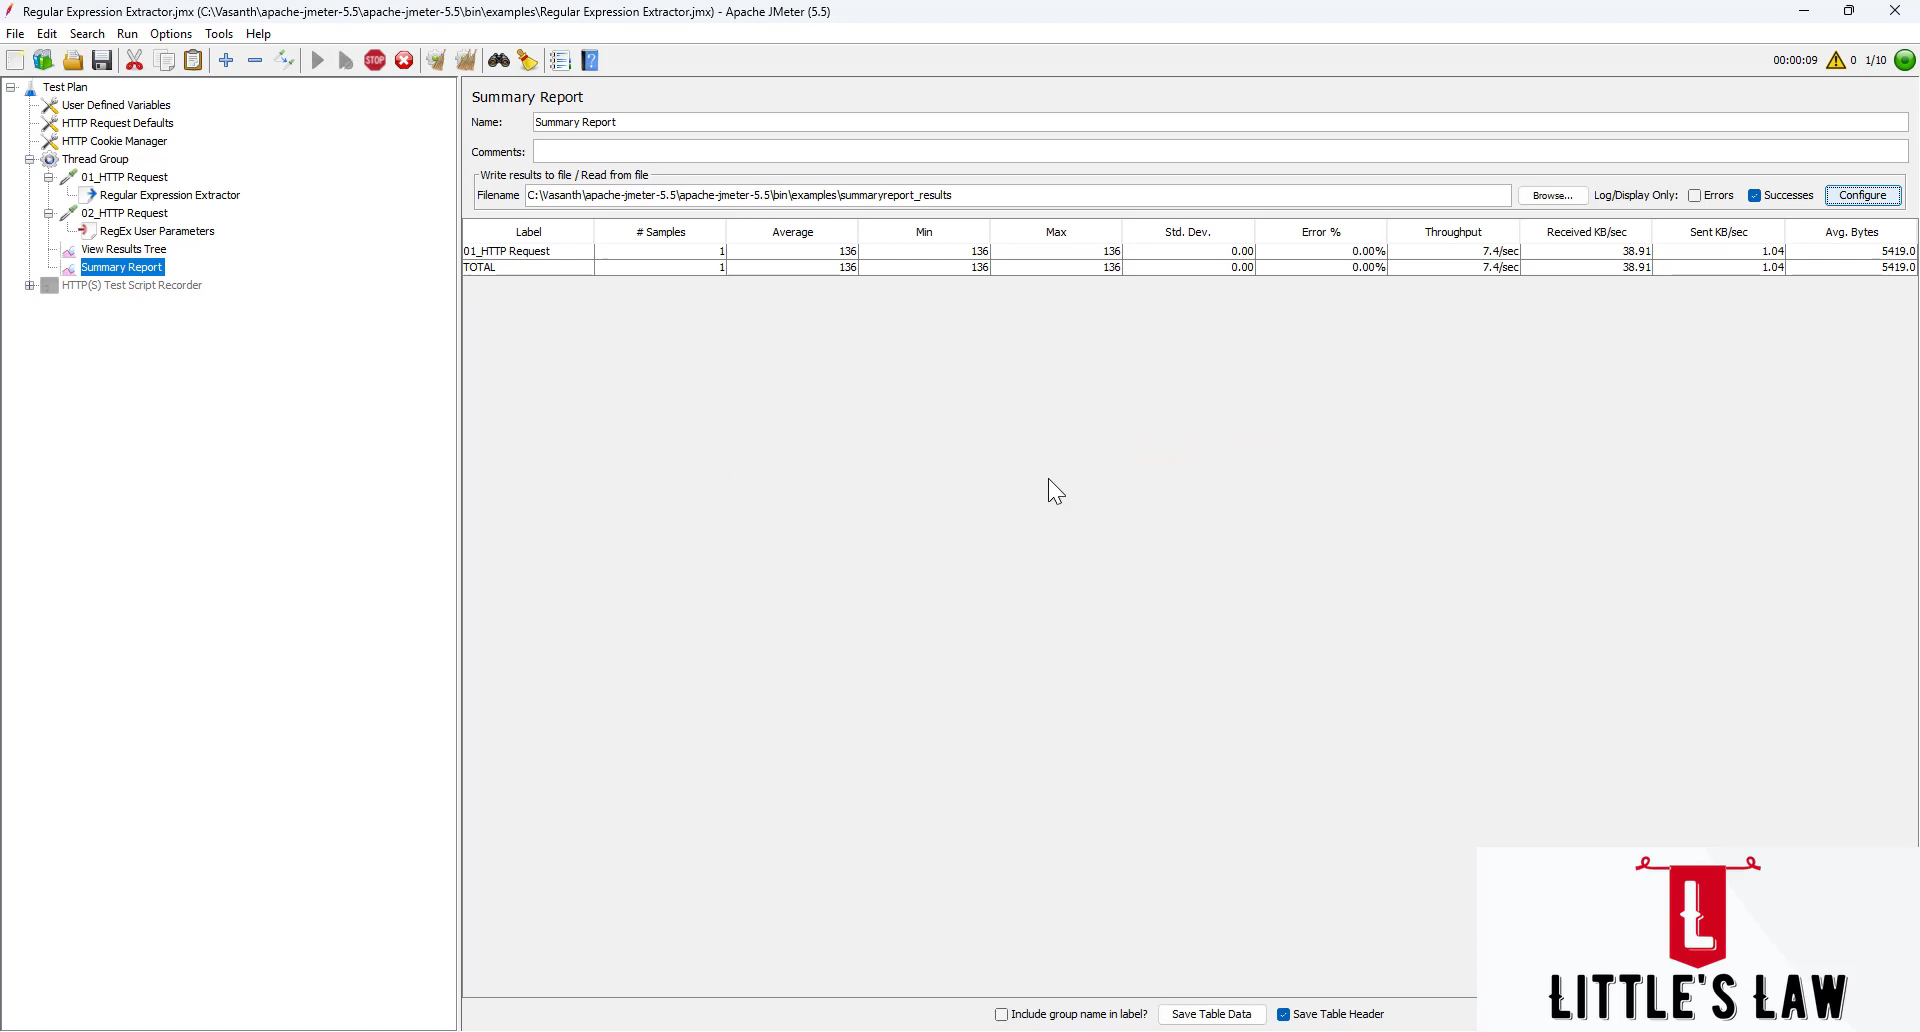 Regular Expression Extractor.jmx (C:\Vasanth\apache-jmeter-5.5\apache-jmeter-5.5\bin\examples\Regular Expression Extractor.jmx) - Apache JMeter (5.5)
File Edit Search Run Options Tools Help
STOP
00:00:09 0 1/10
Test Plan
User Defined Variables
HTTP Request Defaults
HTTP Cookie Manager
Thread Group
01_HTTP Request
Regular Expression Extractor
02_HTTP Request
RegEx User Parameters
View Results Tree
Summary Report
HTTP(S) Test Script Recorder
Summary Report
Name: Summary Report
Comments:
Write results to file / Read from file
Filename C:\Vasanth\apache-jmeter-5.5\apache-jmeter-5.5\bin\examples\summaryreport_results Browse... Log/Display Only: Errors Successes Configure
Label # Samples Average Min Max Std. Dev. Error % Throughput Received KB/sec Sent KB/sec Avg. Bytes
01_HTTP Request 1 136 136 136 0.00 0.00% 7.4/sec 38.91 1.04 5419.0
TOTAL 1 136 136 136 0.00 0.00% 7.4/sec 38.91 1.04 5419.0
Include group name in label? Save Table Data Save Table Header
L
LITTLE'S LAW